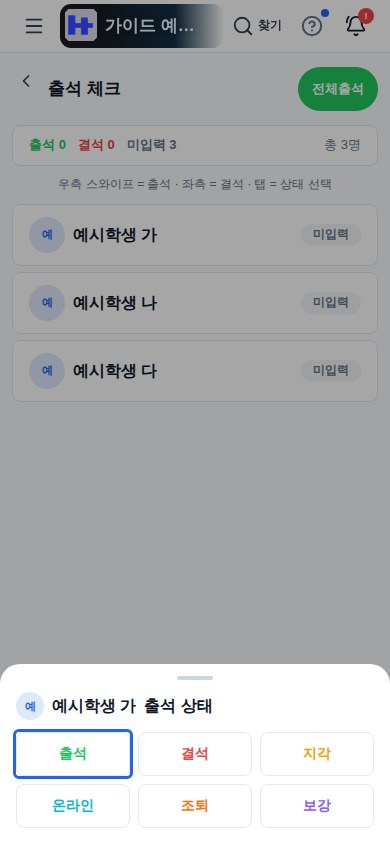 가이드 예... 찾기 !
출석 체크 전체출석
출석 0 결석 0 미입력 3 총 3명
우측 스와이프 = 출석 · 좌측 = 결석 · 탭 = 상태 선택
예 예시학생 가 미입력
예 예시학생 나 미입력
예 예시학생 다 미입력
예 예시학생 가 출석 상태
출석 결석 지각
온라인 조퇴 보강